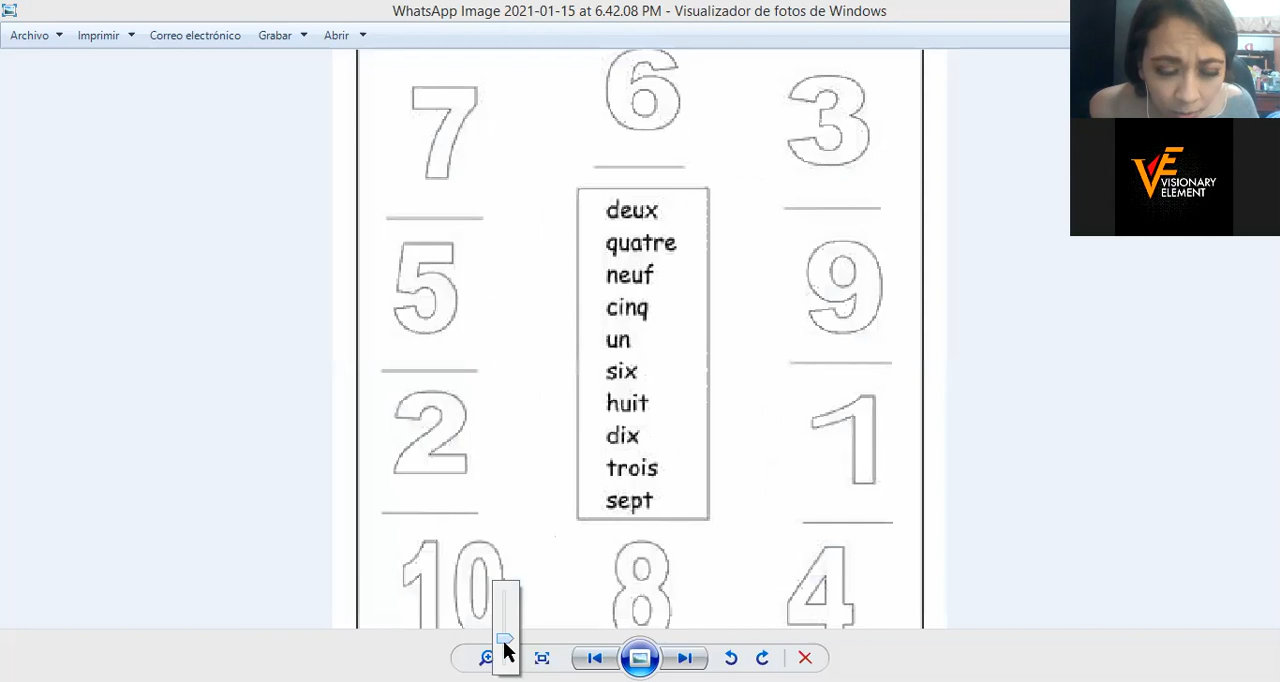 WhatsApp Image 2021-01-15 at 6.42.08 PM - Visualizador de fotos de Windows
Archivo Imprimir Correo electrónico Grabar Abrir
7 6 3
deux
quatre
neuf
cinq
un
six
huit
dix
trois
sept
5 9
2 1
10 8 4
VE VISIONARY
ELEMENT